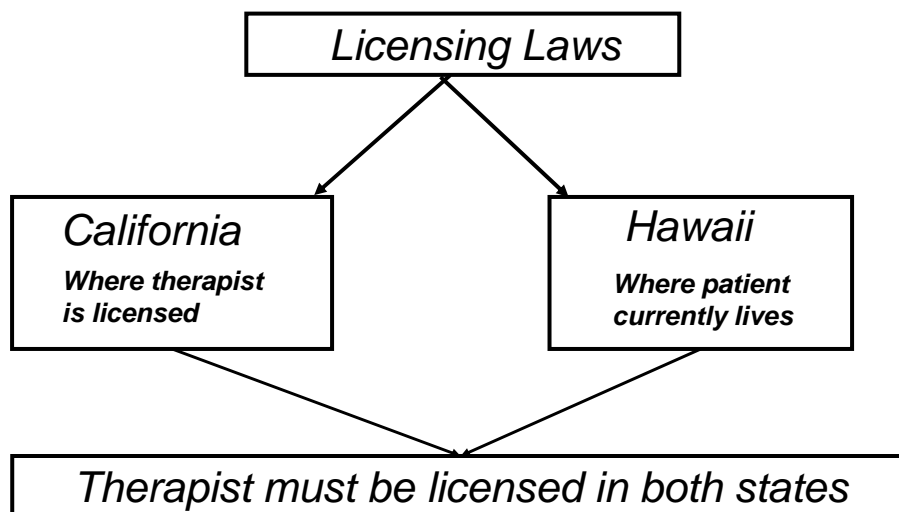 Licensing Laws
California
Where therapist
is licensed
Hawaii
Where patient
currently lives
Therapist must be licensed in both states